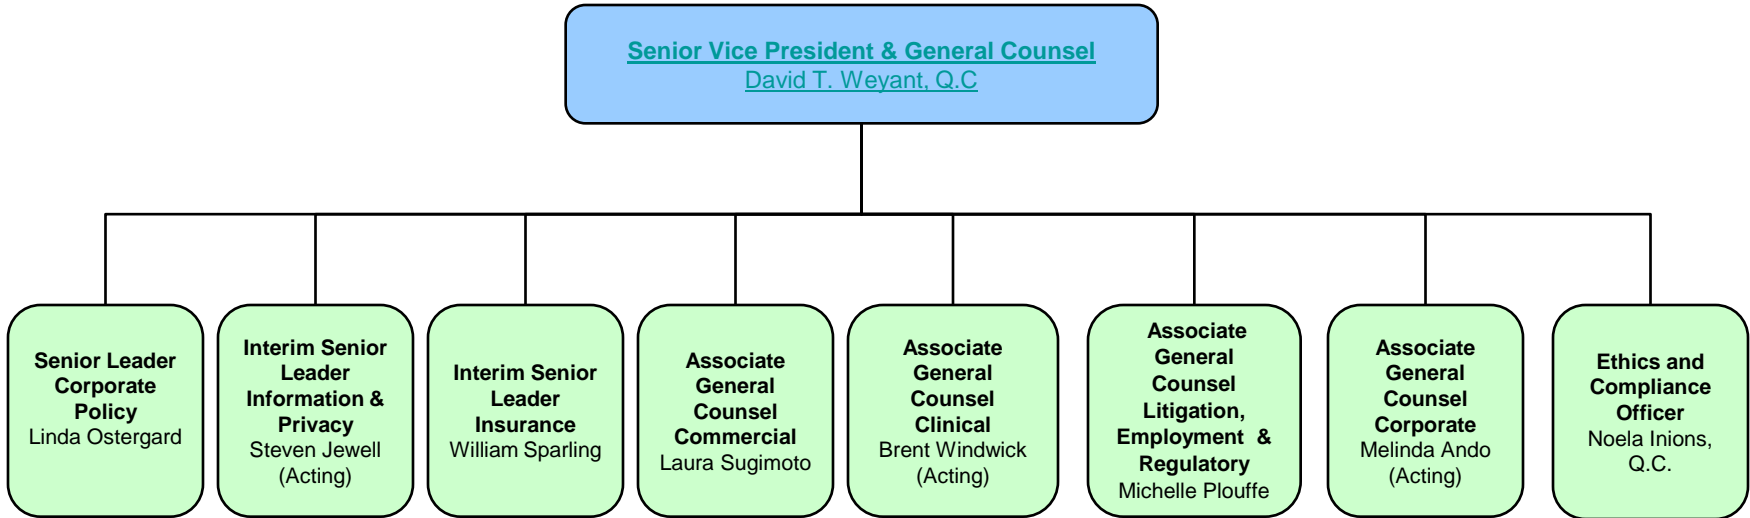 Senior Vice President & General Counsel
David T. Weyant, Q.C
Senior Leader
Corporate
Policy
Linda Ostergard
Interim Senior
Leader
Information &
Privacy
Steven Jewell
(Acting)
Interim Senior
Leader
Insurance
William Sparling
Associate
General
Counsel
Commercial
Laura Sugimoto
Associate
General
Counsel
Clinical
Brent Windwick
(Acting)
Associate
General
Counsel
Litigation,
Employment &
Regulatory
Michelle Plouffe
Associate
General
Counsel
Corporate
Melinda Ando
(Acting)
Ethics and
Compliance
Officer
Noela Inions,
Q.C.